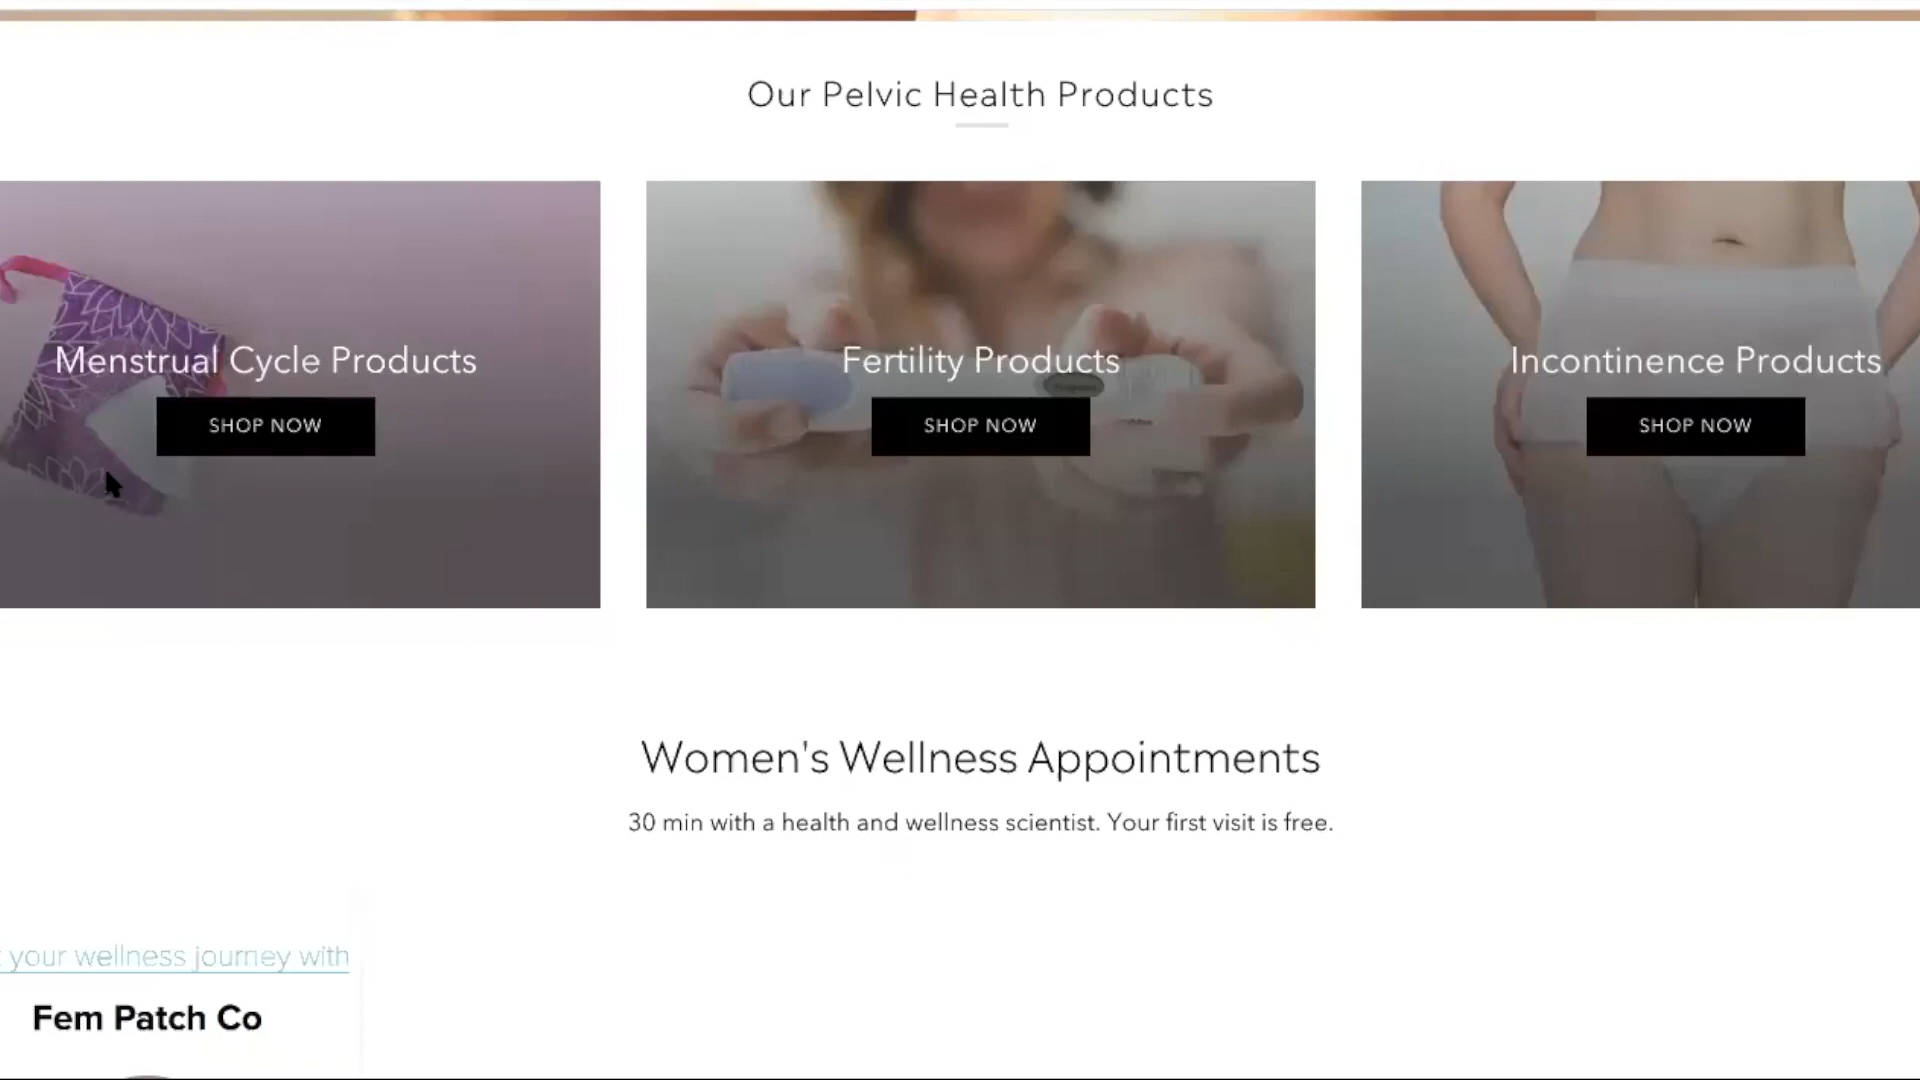 Our Pelvic Health Products
Menstrual Cycle Products
SHOP NOW
Fertility Products
SHOP NOW
Incontinence Products
SHOP NOW
Women's Wellness Appointments
30 min with a health and wellness scientist. Your first visit is free.
your wellness journey with
Fem Patch Co